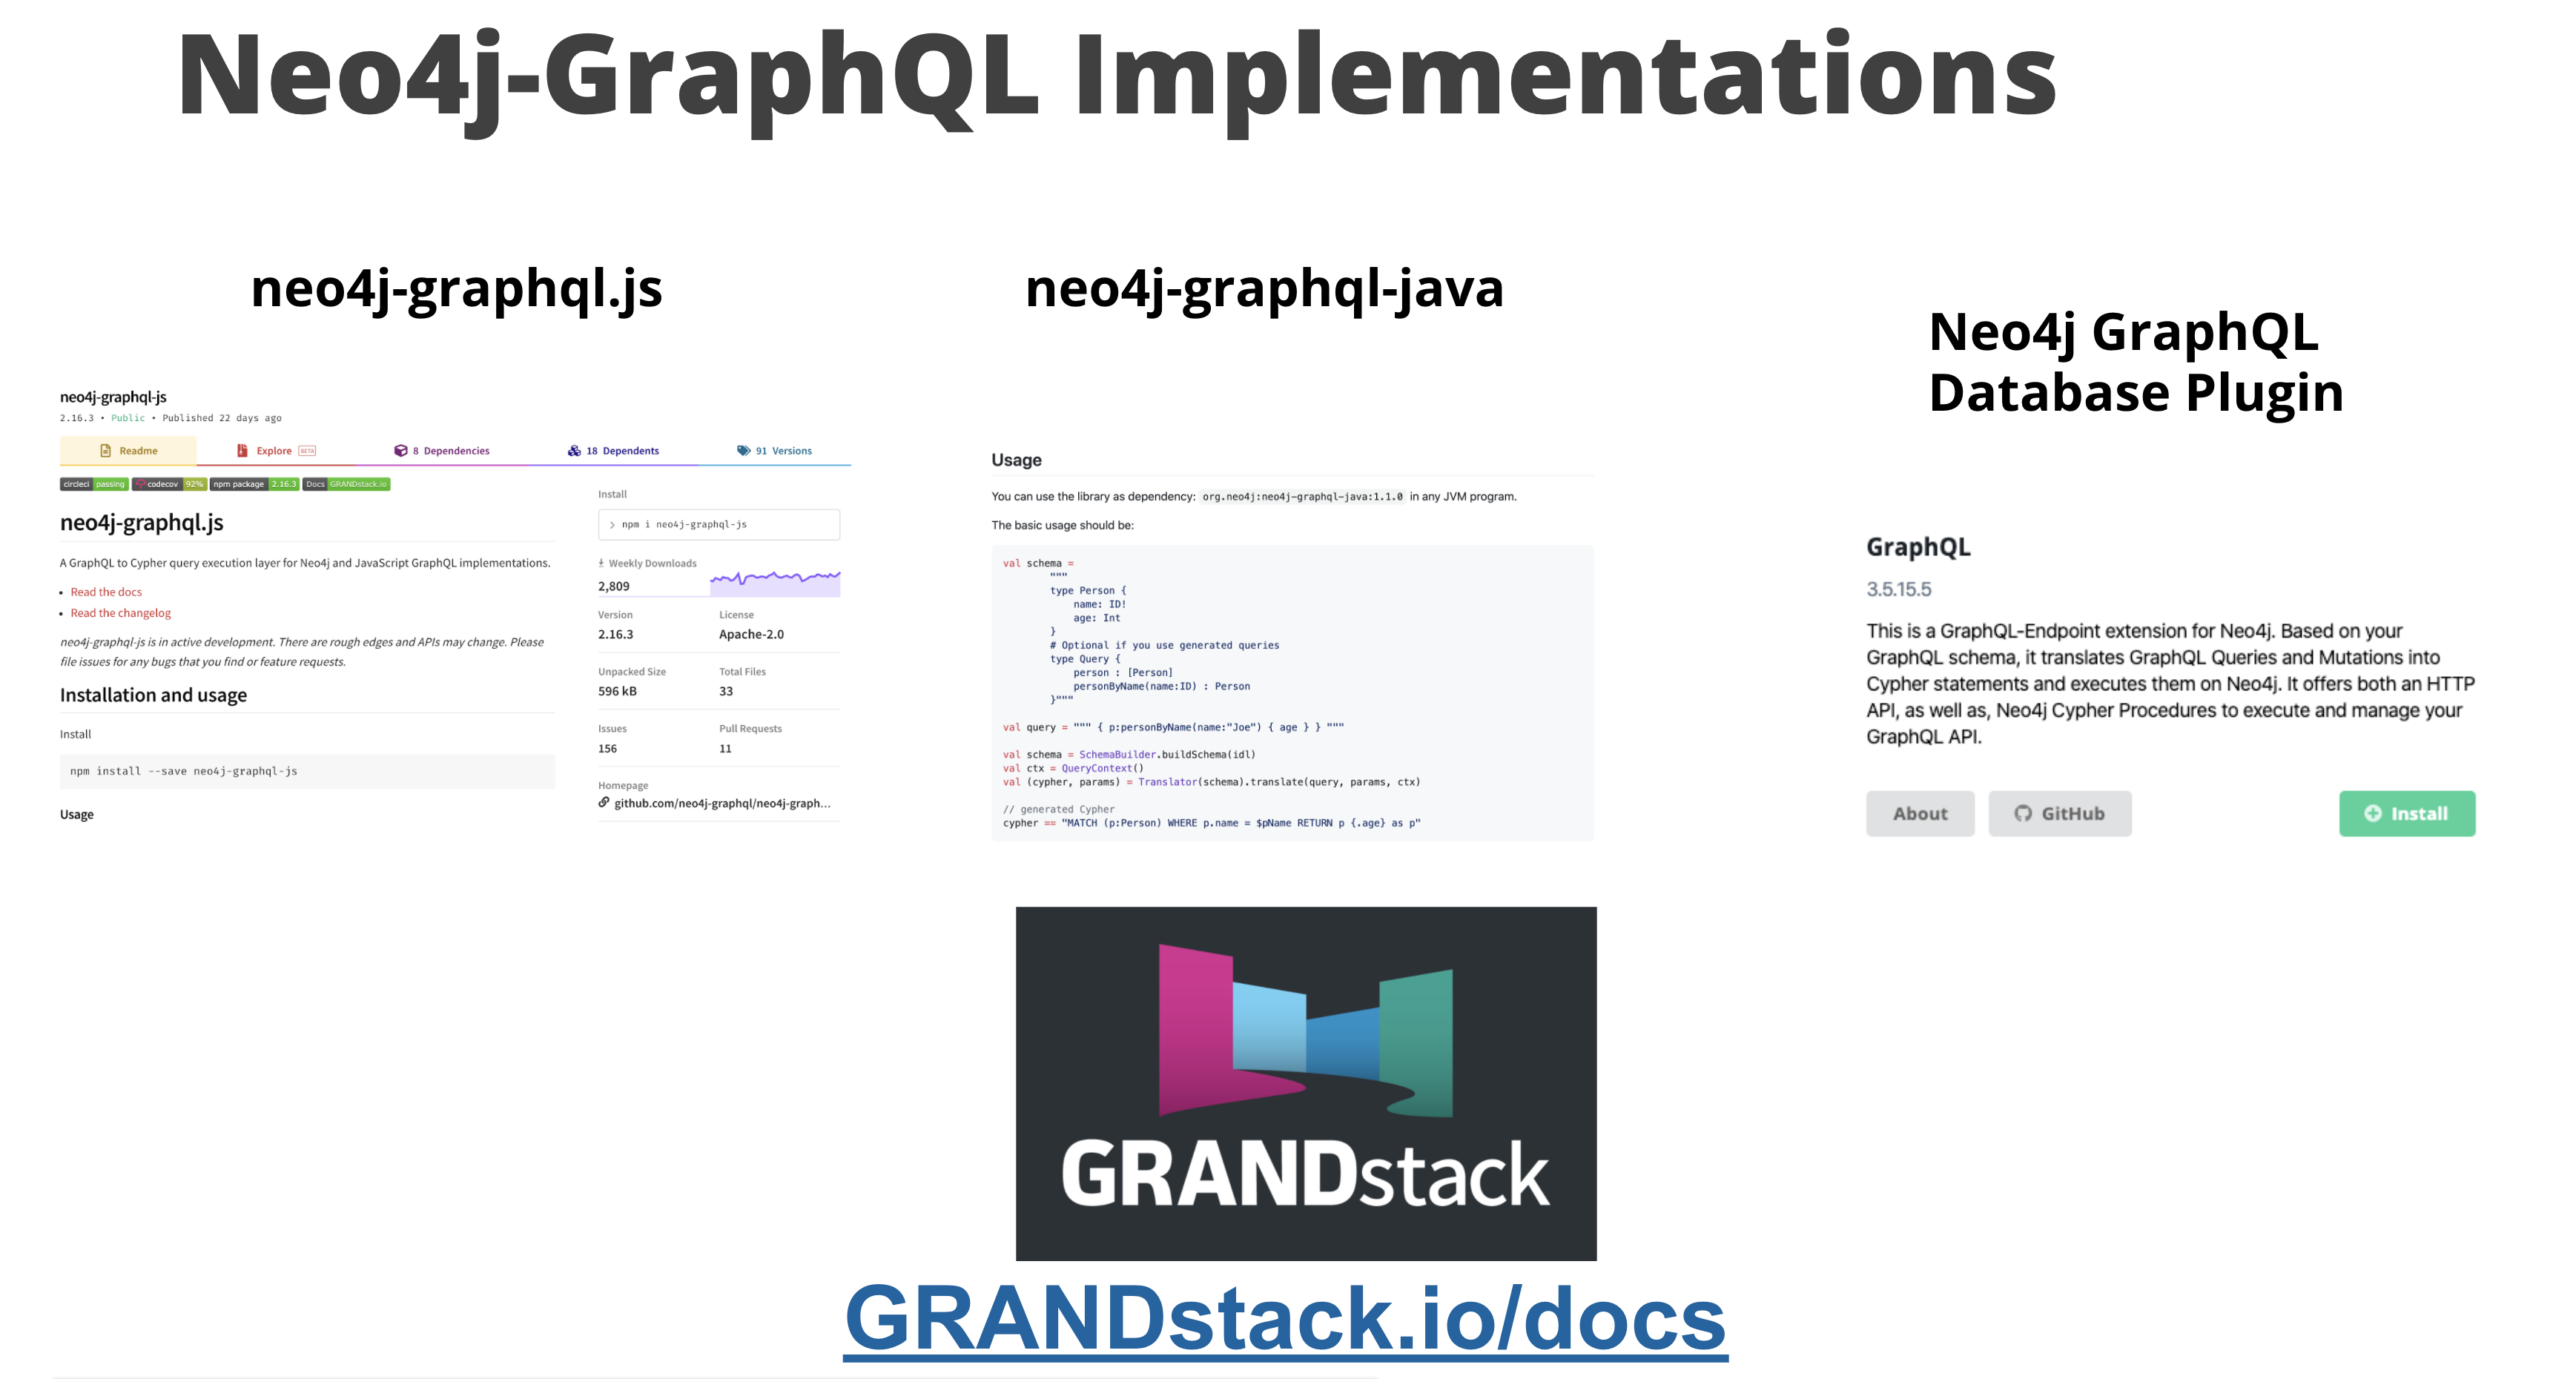 Neo4j-GraphQL Implementations
neo4j-graphql.js
neo4j-graphql-js
2.16.3 • Public • Published 22 days ago
Readme
Explore BETA
8 Dependencies
18 Dependents
91 Versions
circleci passing
codecov 92%
npm package 2.16.3
Docs GRANDstack.io
neo4j-graphql.js
A GraphQL to Cypher query execution layer for Neo4j and JavaScript GraphQL implementations.
• Read the docs
• Read the changelog
neo4j-graphql-js is in active development. There are rough edges and APIs may change. Please
file issues for any bugs that you find or feature requests.
Installation and usage
Install
npm install --save neo4j-graphql-js
Usage
Install
> npm i neo4j-graphql-js
Weekly Downloads
2,809
Version
2.16.3
License
Apache-2.0
Unpacked Size
596 kB
Total Files
33
Issues
156
Pull Requests
11
Homepage
github.com/neo4j-graphql/neo4j-graph...
neo4j-graphql-java
Usage
You can use the library as dependency: org.neo4j:neo4j-graphql-java:1.1.0 in any JVM program.
The basic usage should be:
val schema =
"""
type Person {
name: ID!
age: Int
}
# Optional if you use generated queries
type Query {
person : [Person]
personByName(name:ID) : Person
}"""
val query = """ { p:personByName(name:"Joe") { age } } """
val schema = SchemaBuilder.buildSchema(idl)
val ctx = QueryContext()
val (cypher, params) = Translator(schema).translate(query, params, ctx)
// generated Cypher
cypher == "MATCH (p:Person) WHERE p.name = $pName RETURN p {.age} as p"
Neo4j GraphQL
Database Plugin
GraphQL
3.5.15.5
This is a GraphQL-Endpoint extension for Neo4j. Based on your
GraphQL schema, it translates GraphQL Queries and Mutations into
Cypher statements and executes them on Neo4j. It offers both an HTTP
API, as well as, Neo4j Cypher Procedures to execute and manage your
GraphQL API.
About
GitHub
Install
GRANDstack
GRANDstack.io/docs